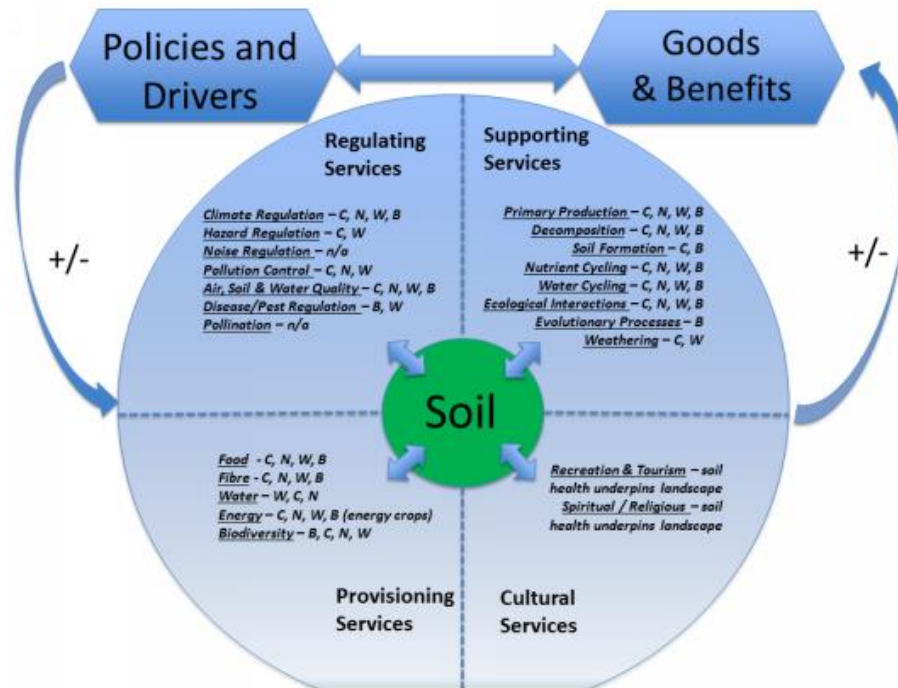 Policies and
Drivers
Goods
& Benefits
+/-
+/-
Regulating
Services
Climate Regulation – C, N, W, B
Hazard Regulation – C, W
Noise Regulation – n/a
Pollution Control – C, N, W
Air, Soil & Water Quality – C, N, W, B
Disease/Pest Regulation – B, W
Pollination – n/a
Supporting
Services
Primary Production – C, N, W, B
Decomposition – C, N, W, B
Soil Formation – C, B
Nutrient Cycling – C, N, W, B
Water Cycling – C, N, W, B
Ecological Interactions – C, N, W, B
Evolutionary Processes – B
Weathering – C, W
Soil
Food - C, N, W, B
Fibre - C, N, W, B
Water – W, C, N
Energy – C, N, W, B (energy crops)
Biodiversity – B, C, N, W
Provisioning
Services
Recreation & Tourism – soil
health underpins landscape
Spiritual / Religious – soil
health underpins landscape
Cultural
Services